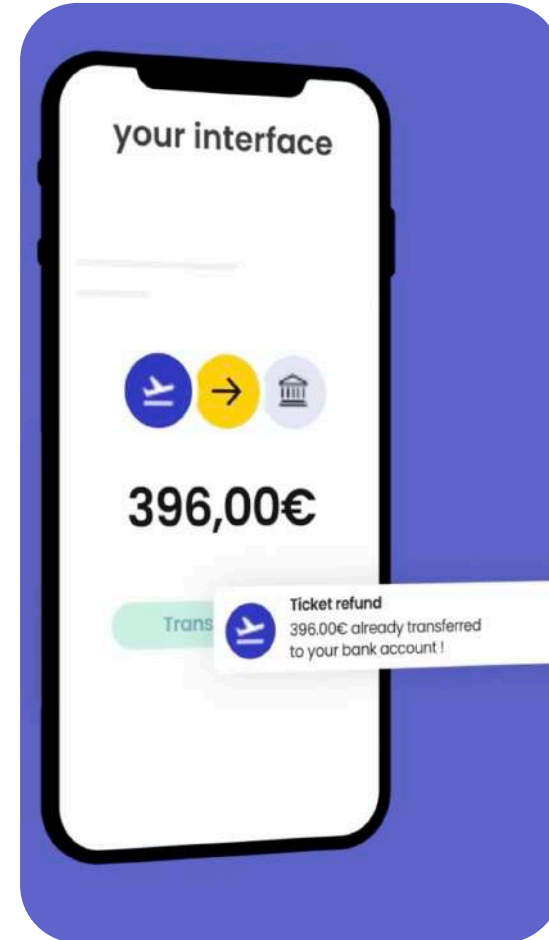 your interface
396,00€
Trans
Ticket refund
396.00€ already transferred
to your bank account !